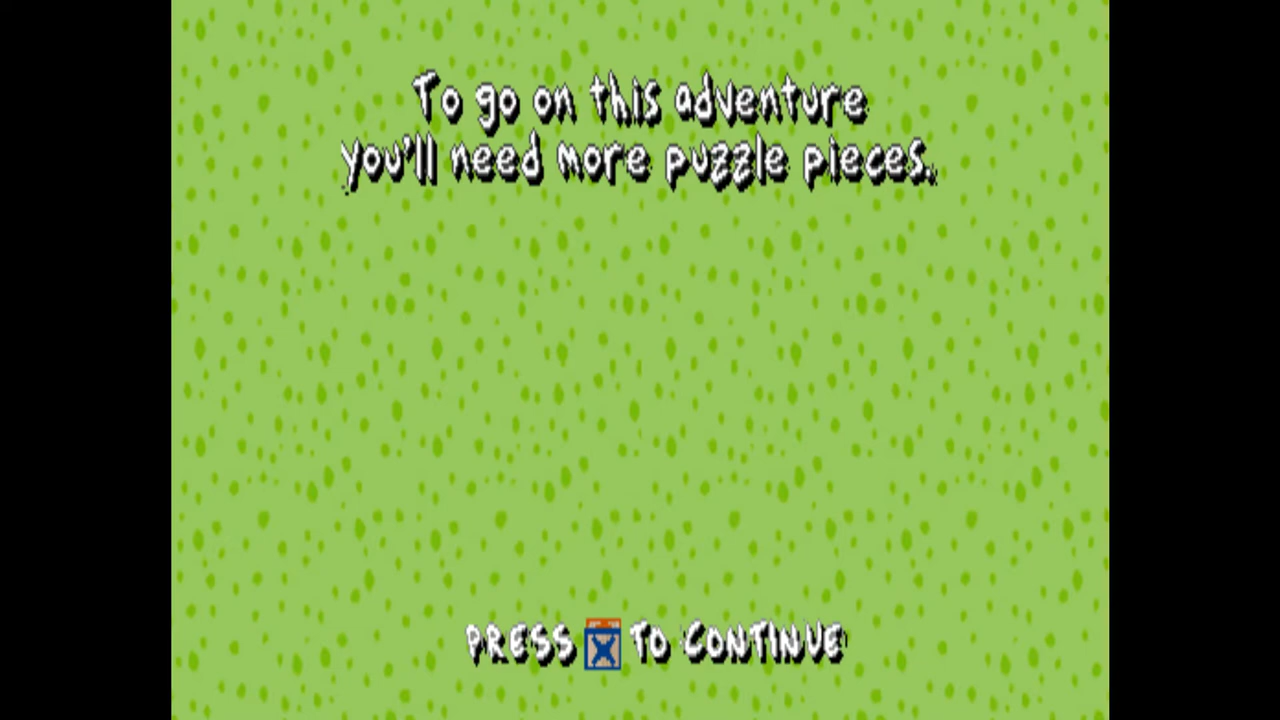 To go on this adventure
you'll need more puzzle pieces.
PRESS X TO CONTINUE